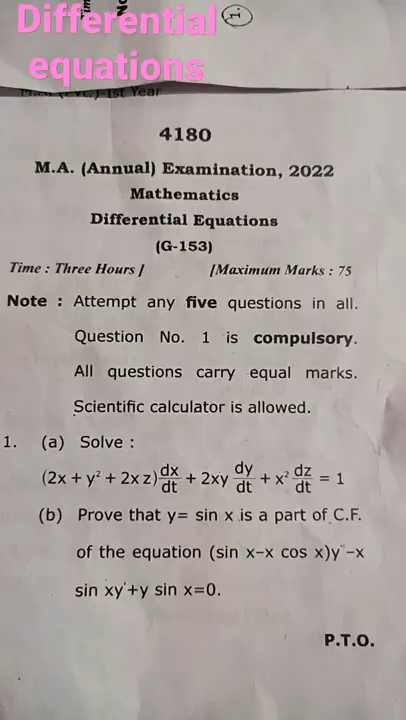 Differential
equations
1st Year
4180
M.A. (Annual) Examination, 2022
Mathematics
Differential Equations
(G-153)
Time : Three Hours ] [Maximum Marks : 75
Note : Attempt any five questions in all.
Question No. 1 is compulsory.
All questions carry equal marks.
Scientific calculator is allowed.
1. (a) Solve :
(2x + y² + 2x z) dx/dt + 2xy dy/dt + x² dz/dt = 1
(b) Prove that y= sin x is a part of C.F.
of the equation (sin x–x cos x)y''–x
sin xy'+y sin x=0.
P.T.O.